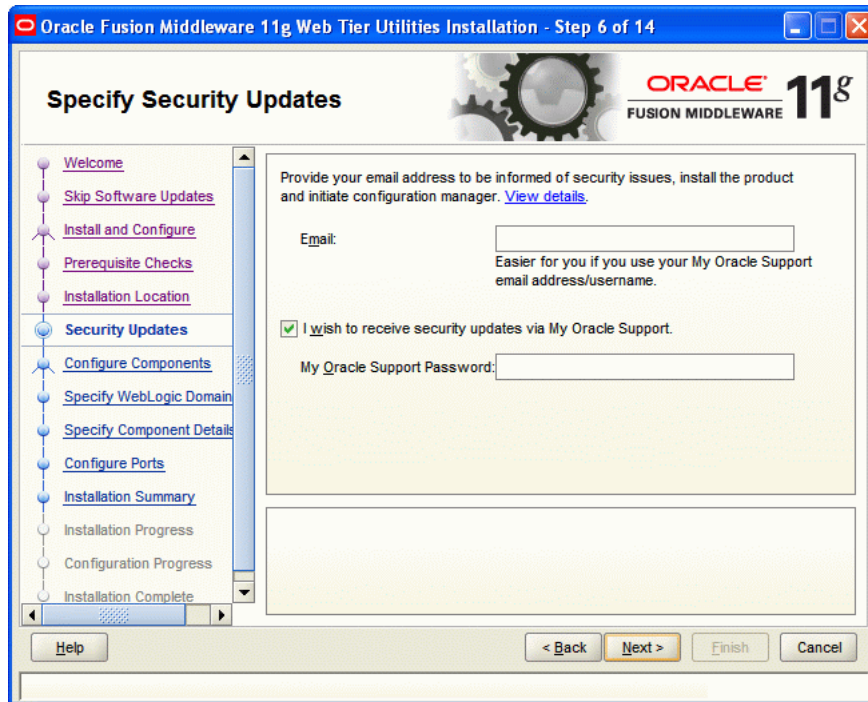 Oracle Fusion Middleware 11g Web Tier Utilities Installation - Step 6 of 14
Specify Security Updates
ORACLE
FUSION MIDDLEWARE 11g
Welcome
Skip Software Updates
Install and Configure
Prerequisite Checks
Installation Location
Security Updates
Configure Components
Specify WebLogic Domain
Specify Component Details
Configure Ports
Installation Summary
Installation Progress
Configuration Progress
Installation Complete
Provide your email address to be informed of security issues, install the product
and initiate configuration manager. View details.
Email:
Easier for you if you use your My Oracle Support
email address/username.
I wish to receive security updates via My Oracle Support.
My Oracle Support Password:
Help
< Back
Next >
Finish
Cancel